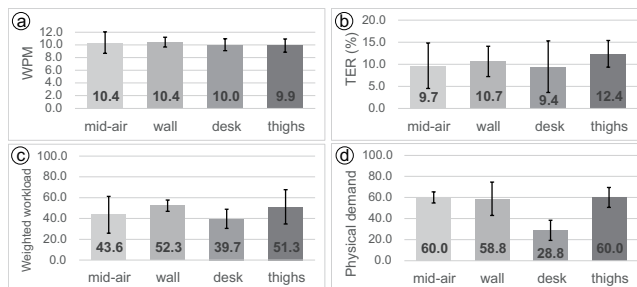 a
WPM
12.0
10.0
8.0
6.0
4.0
2.0
0.0
10.4 10.4 10.0 9.9
mid-air wall desk thighs
b
TER (%)
20.0
15.0
10.0
5.0
0.0
9.7 10.7 9.4 12.4
mid-air wall desk thighs
c
Weighted workload
100.0
80.0
60.0
40.0
20.0
0.0
43.6 52.3 39.7 51.3
mid-air wall desk thighs
d
Physical demand
100.0
80.0
60.0
40.0
20.0
0.0
60.0 58.8 28.8 60.0
mid-air wall desk thighs